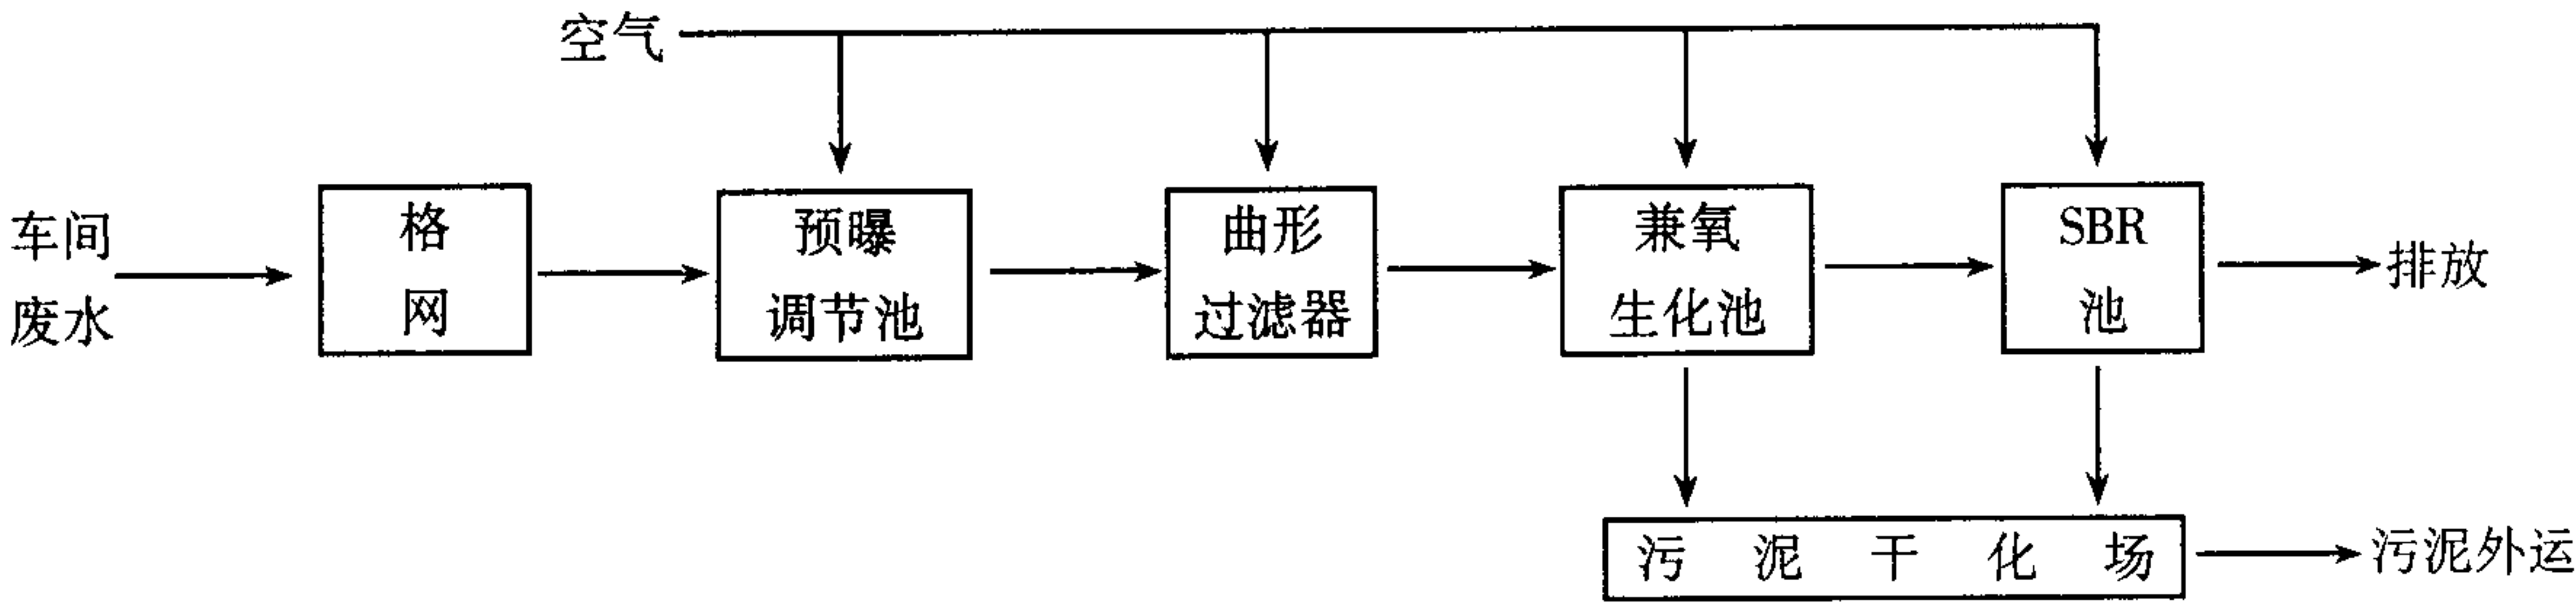 空气
车间
废水
格
网
预曝
调节池
曲形
过滤器
兼氧
生化池
SBR
池
排放
污泥干化场
污泥外运